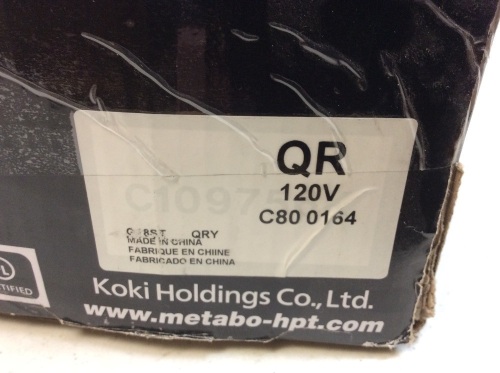 QR
120V
C80 0164
QRY
MADE IN CHINA
FABRIQUE EN CHIINE
FABRICADO EN CHINA
Koki Holdings Co., Ltd.
www.metabo-hpt.com